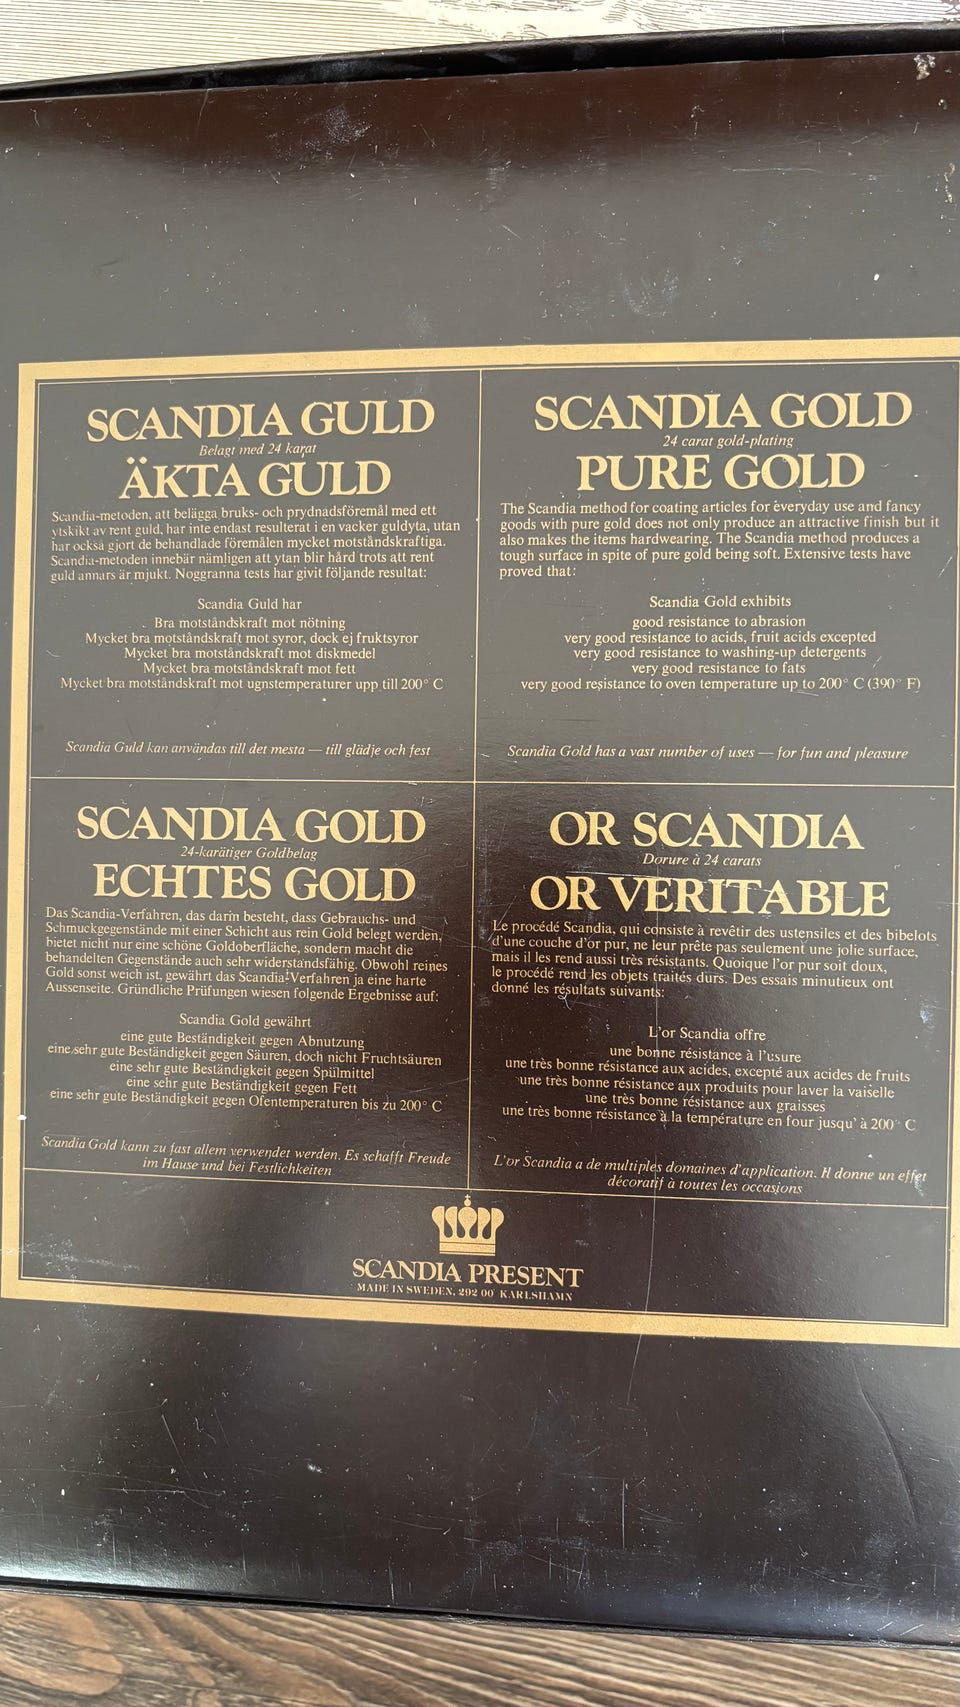 SCANDIA GULD
Belagt med 24 karat
ÄKTA GULD
Scandia-metoden, att belägga bruks- och prydnadsföremål med ett
ytskikt av rent guld, har inte endast resulterat i en vacker guldyta, utan
har också gjort de behandlade föremålen mycket motståndskraftiga.
Scandia-metoden innebär nämligen att ytan blir hård trots att rent
guld annars är mjukt. Noggranna tests har givit följande resultat:
Scandia Guld har
Bra motståndskraft mot nötning
Mycket bra motståndskraft mot syror, dock ej fruktsyror
Mycket bra motståndskraft mot diskmedel
Mycket bra motståndskraft mot fett
Mycket bra motståndskraft mot ugnstemperaturer upp till 200° C
Scandia Guld kan användas till det mesta — till glädje och fest
SCANDIA GOLD
24 carat gold-plating
PURE GOLD
The Scandia method for coating articles for everyday use and fancy
goods with pure gold does not only produce an attractive finish but it
also makes the items hardwearing. The Scandia method produces a
tough surface in spite of pure gold being soft. Extensive tests have
proved that:
Scandia Gold exhibits
good resistance to abrasion
very good resistance to acids, fruit acids excepted
very good resistance to washing-up detergents
very good resistance to fats
very good resistance to oven temperature up to 200° C (390° F)
Scandia Gold has a vast number of uses — for fun and pleasure
SCANDIA GOLD
24-karätiger Goldbelag
ECHTES GOLD
Das Scandia-Verfahren, das darin besteht, dass Gebrauchs- und
Schmuckgegenstände mit einer Schicht aus rein Gold belegt werden,
bietet nicht nur eine schöne Goldoberfläche, sondern macht die
behandelten Gegenstände auch sehr widerständsfähig. Obwohl reines
Gold sonst weich ist, gewährt das Scandia-Verfahren ja eine harte
Aussenseite. Gründliche Prüfungen wiesen folgende Ergebnisse auf:
Scandia Gold gewährt
eine gute Beständigkeit gegen Abnutzung
eine sehr gute Beständigkeit gegen Säuren, doch nicht Fruchtsäuren
eine sehr gute Beständigkeit gegen Spülmittel
eine sehr gute Beständigkeit gegen Fett
eine sehr gute Beständigkeit gegen Ofentemperaturen bis zu 200° C
Scandia Gold kann zu fast allem verwendet werden. Es schafft Freude
im Hause und bei Festlichkeiten
OR SCANDIA
Dorure à 24 carats
OR VERITABLE
Le procédé Scandia, qui consiste à revêtir des ustensiles et des bibelots
d'une couche d'or pur, ne leur prête pas seulement une jolie surface,
mais il les rend aussi très résistants. Quoique l'or pur soit doux,
le procédé rend les objets traités durs. Des essais minutieux ont
donné les résultats suivants:
L'or Scandia offre
une bonne résistance à l'usure
une très bonne résistance aux acides, excepté aux acides de fruits
une très bonne résistance aux produits pour laver la vaiselle
une très bonne résistance aux graisses
une très bonne résistance à la température en four jusqu' à 200° C
L'or Scandia a de multiples domaines d'application. Il donne un effet
décoratif à toutes les occasions
SCANDIA PRESENT
MADE IN SWEDEN, 292 00 KARLSHAMN